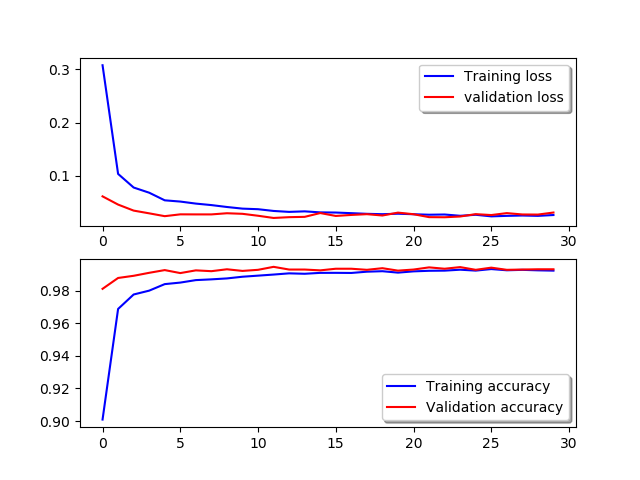 0.3
0.2
0.1
Training loss
validation loss
0 5 10 15 20 25 30
0.98
0.96
0.94
0.92
0.90
Training accuracy
Validation accuracy
0 5 10 15 20 25 30